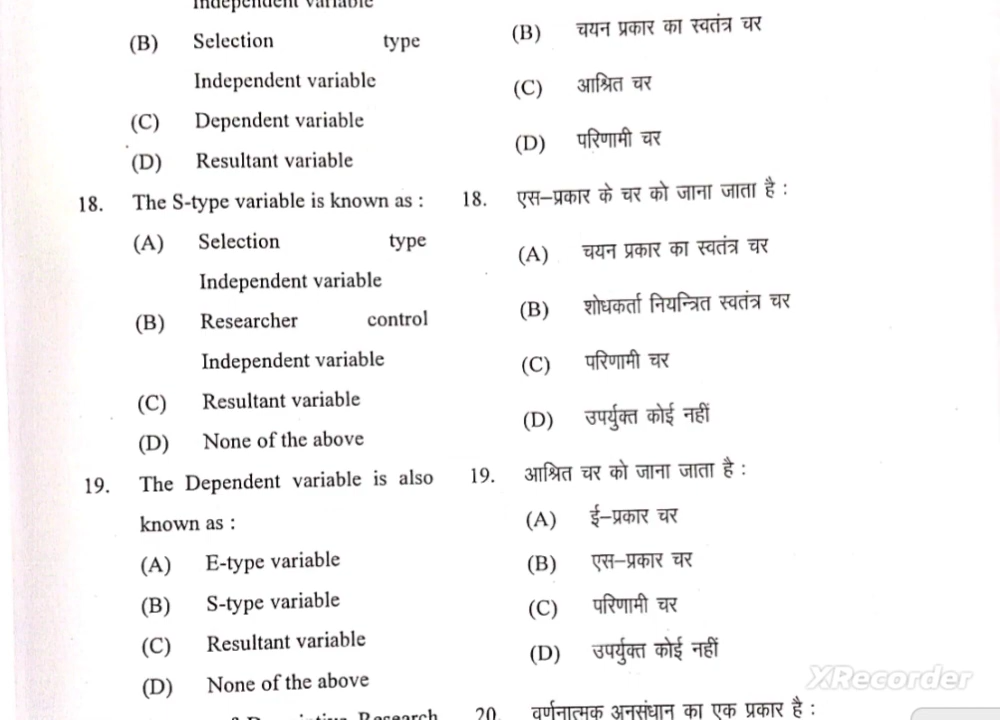 Independent variable
(B) Selection type
Independent variable
(C) Dependent variable
(D) Resultant variable
18. The S-type variable is known as :
(A) Selection type
Independent variable
(B) Researcher control
Independent variable
(C) Resultant variable
(D) None of the above
19. The Dependent variable is also
known as :
(A) E-type variable
(B) S-type variable
(C) Resultant variable
(D) None of the above
Research
(B) चयन प्रकार का स्वतंत्र चर
(C) आश्रित चर
(D) परिणामी चर
18. एस-प्रकार के चर को जाना जाता है :
(A) चयन प्रकार का स्वतंत्र चर
(B) शोधकर्ता नियन्त्रित स्वतंत्र चर
(C) परिणामी चर
(D) उपर्युक्त कोई नहीं
19. आश्रित चर को जाना जाता है :
(A) ई-प्रकार चर
(B) एस-प्रकार चर
(C) परिणामी चर
(D) उपर्युक्त कोई नहीं
20. वर्णनात्मक अनुसंधान का एक प्रकार है :
XRecorder